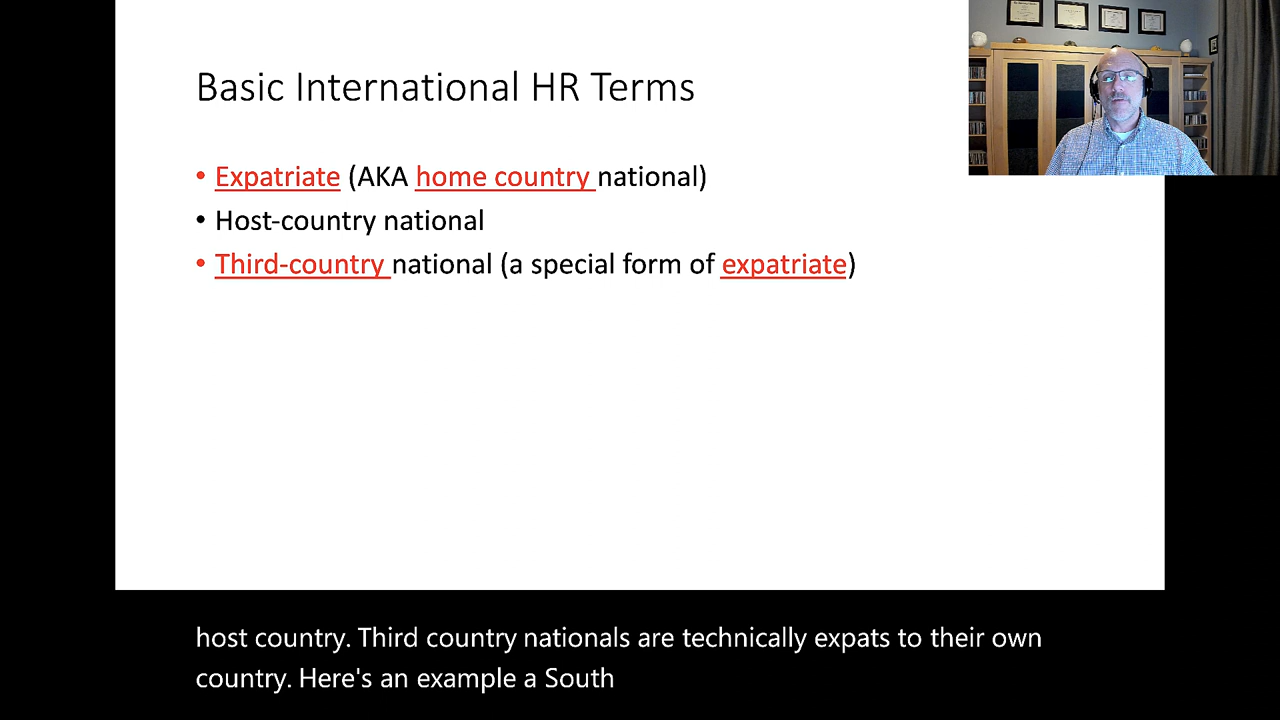 Basic International HR Terms
• Expatriate (AKA home country national)
• Host-country national
• Third-country national (a special form of expatriate)
host country. Third country nationals are technically expats to their own
country. Here's an example a South